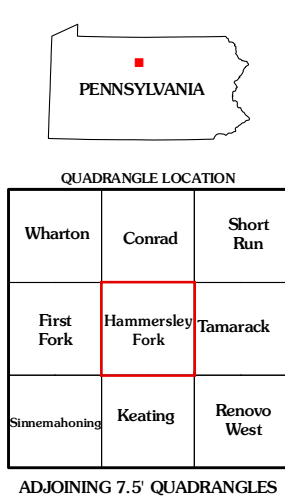 PENNSYLVANIA
QUADRANGLE LOCATION
Wharton
Conrad
Short
Run
First
Fork
Hammersley
Fork
Tamarack
Sinnemahoning
Keating
Renovo
West
ADJOINING 7.5' QUADRANGLES